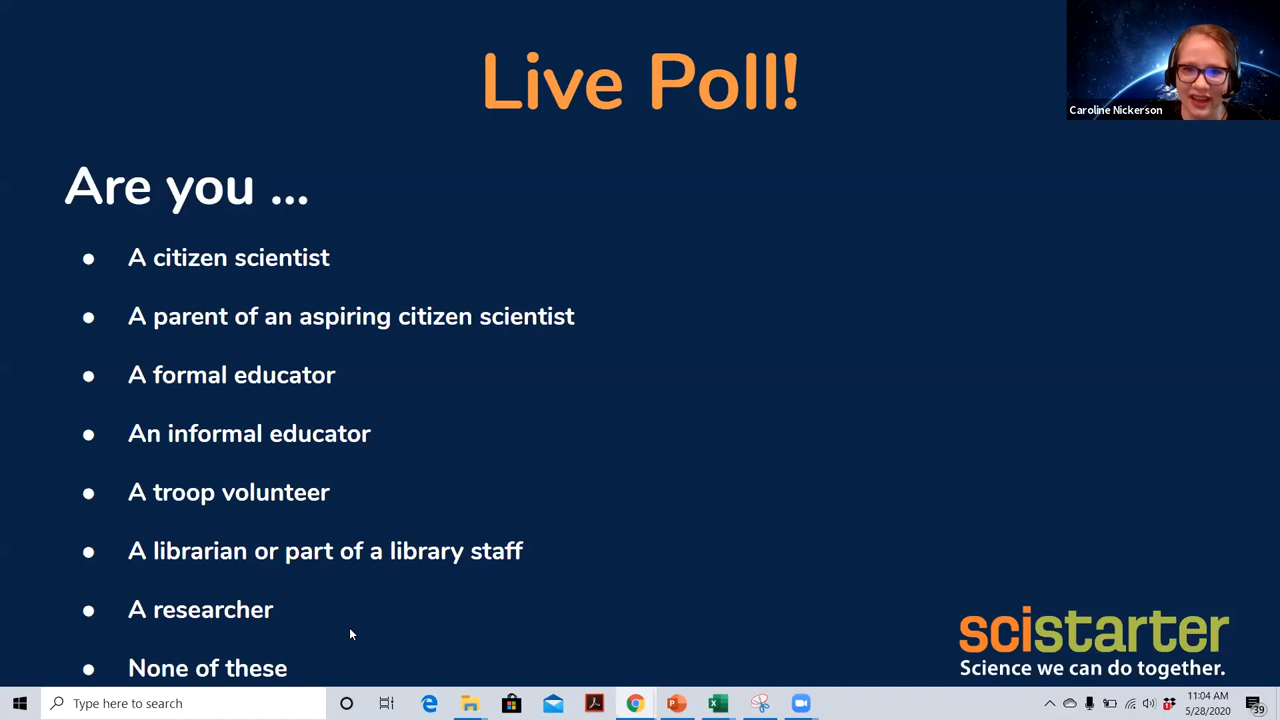 Live Poll!
Caroline Nickerson
Are you ...
● A citizen scientist
● A parent of an aspiring citizen scientist
● A formal educator
● An informal educator
● A troop volunteer
● A librarian or part of a library staff
● A researcher
● None of these
scistarter
Science we can do together.
Type here to search
11:04 AM
5/28/2020
39